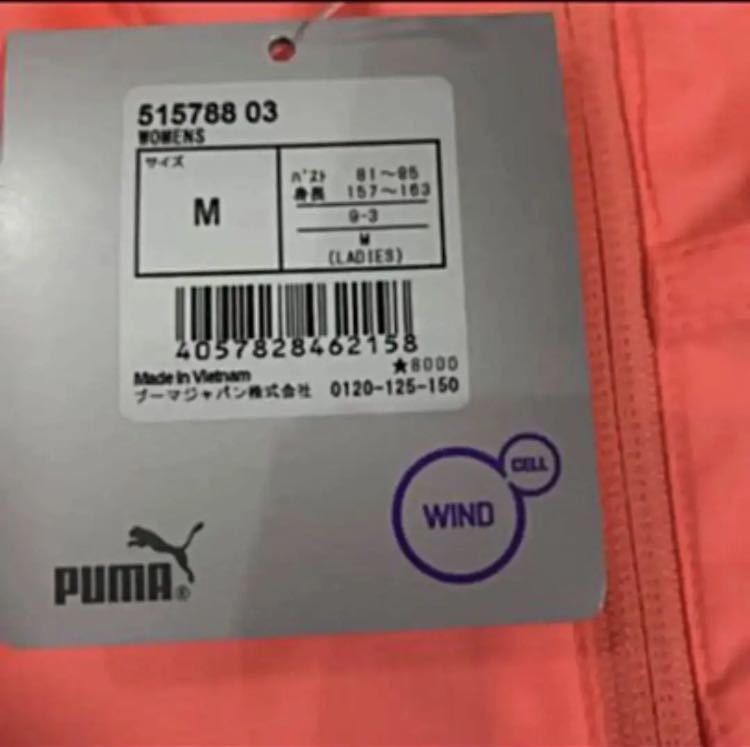 515788 03
WOMENS
サイズ
M
バスト 81~85
身長 157~163
9-3
M
(LADIES)
4057828462158
★8000
Made in Vietnam
プーマジャパン株式会社 0120-125-150
CELL
WIND
PUMA®